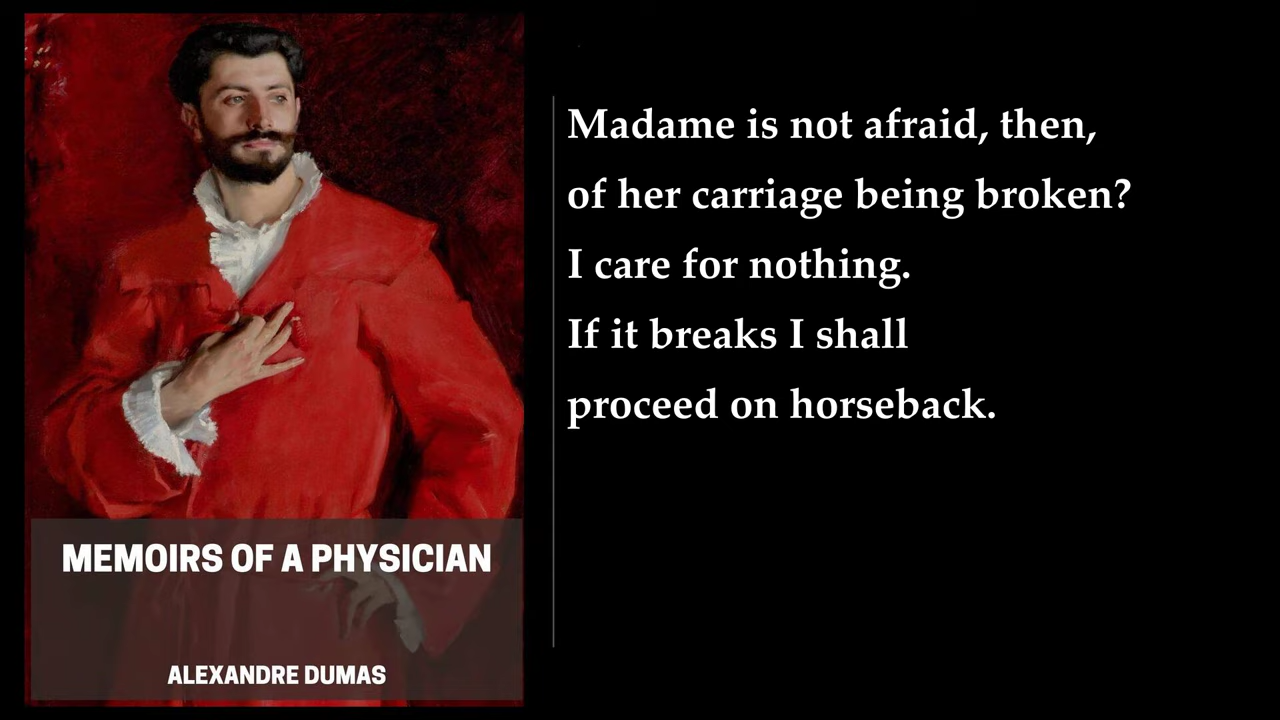 Madame is not afraid, then,
of her carriage being broken?
I care for nothing.
If it breaks I shall
proceed on horseback.
MEMOIRS OF A PHYSICIAN
ALEXANDRE DUMAS